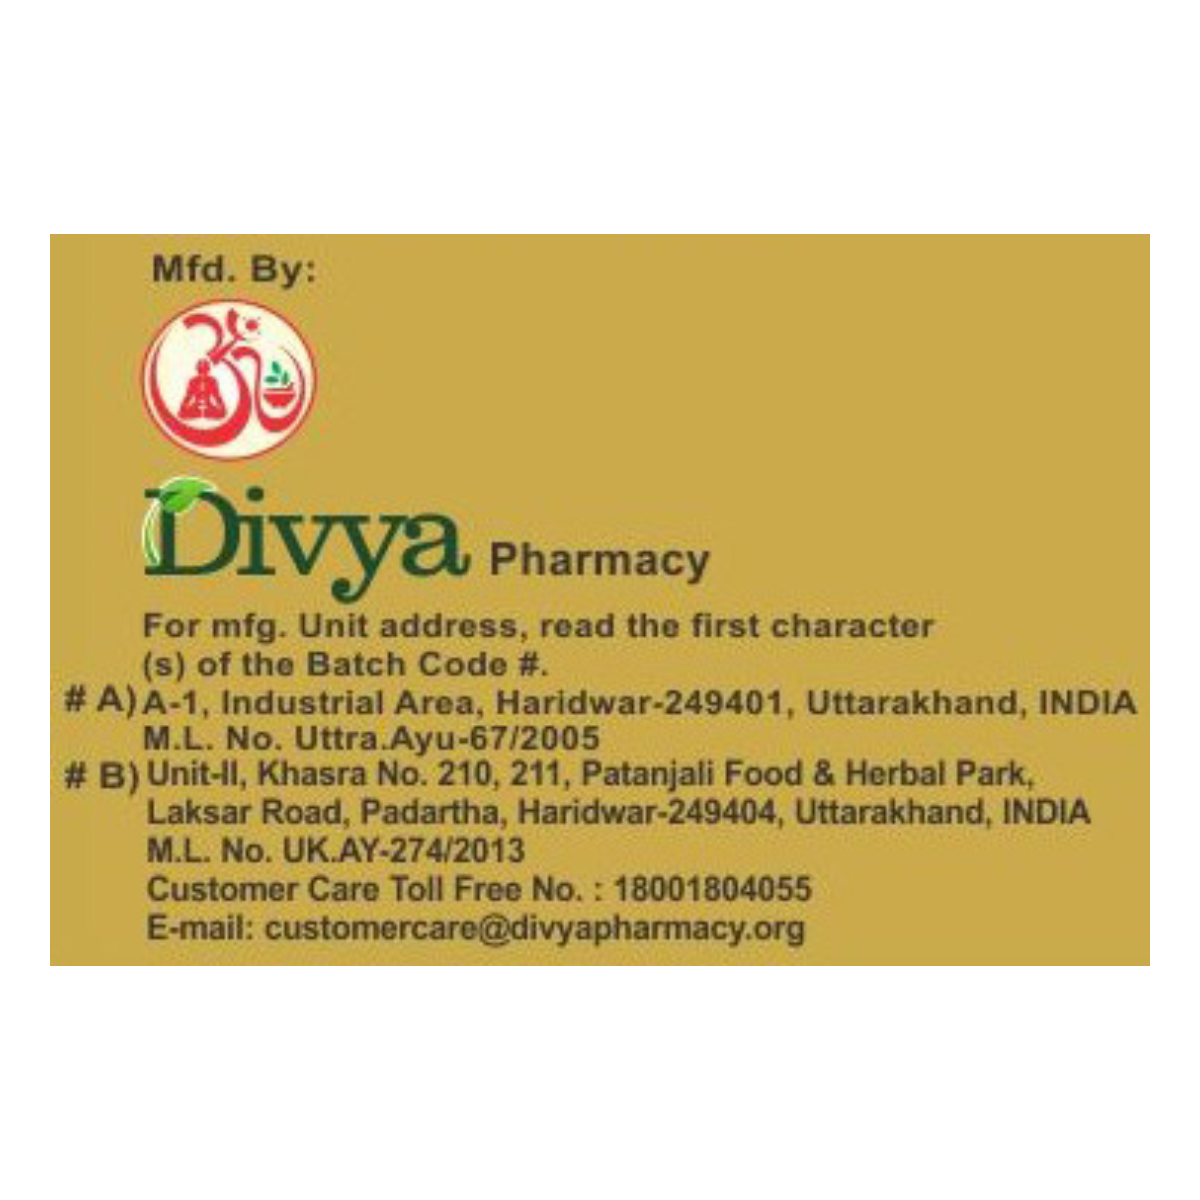 Mfd. By:
Divya Pharmacy
For mfg. Unit address, read the first character
(s) of the Batch Code #.
# A) A-1, Industrial Area, Haridwar-249401, Uttarakhand, INDIA
M.L. No. Uttra.Ayu-67/2005
# B) Unit-II, Khasra No. 210, 211, Patanjali Food & Herbal Park,
Laksar Road, Padartha, Haridwar-249404, Uttarakhand, INDIA
M.L. No. UK.AY-274/2013
Customer Care Toll Free No. : 18001804055
E-mail: customercare@divyapharmacy.org